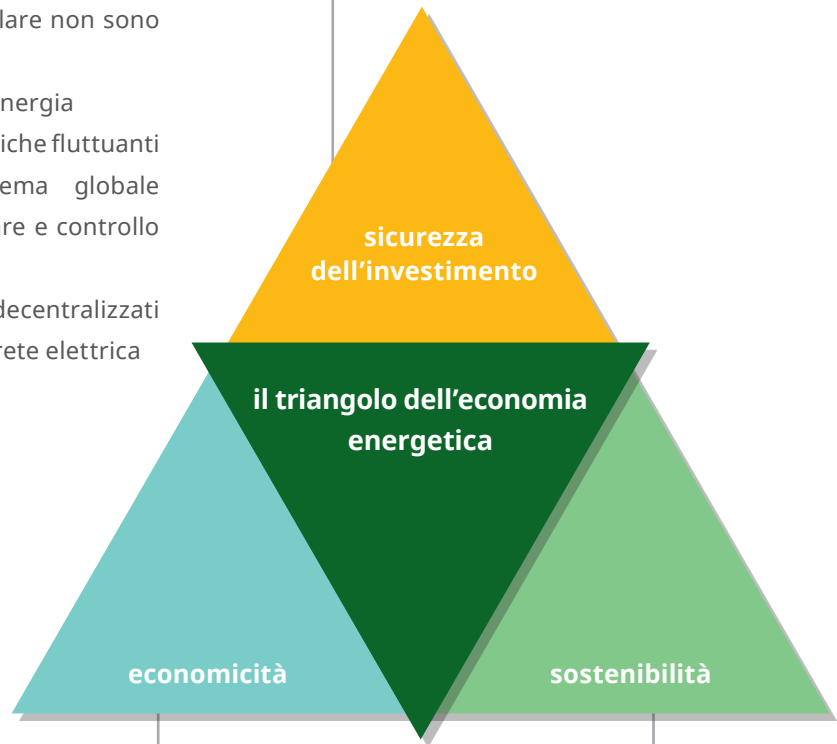 lare non sono
nergia
iche fluttuanti
ema globale
re e controllo
decentralizzati
rete elettrica
sicurezza
dell’investimento
il triangolo dell’economia
energetica
economicità
sostenibilità